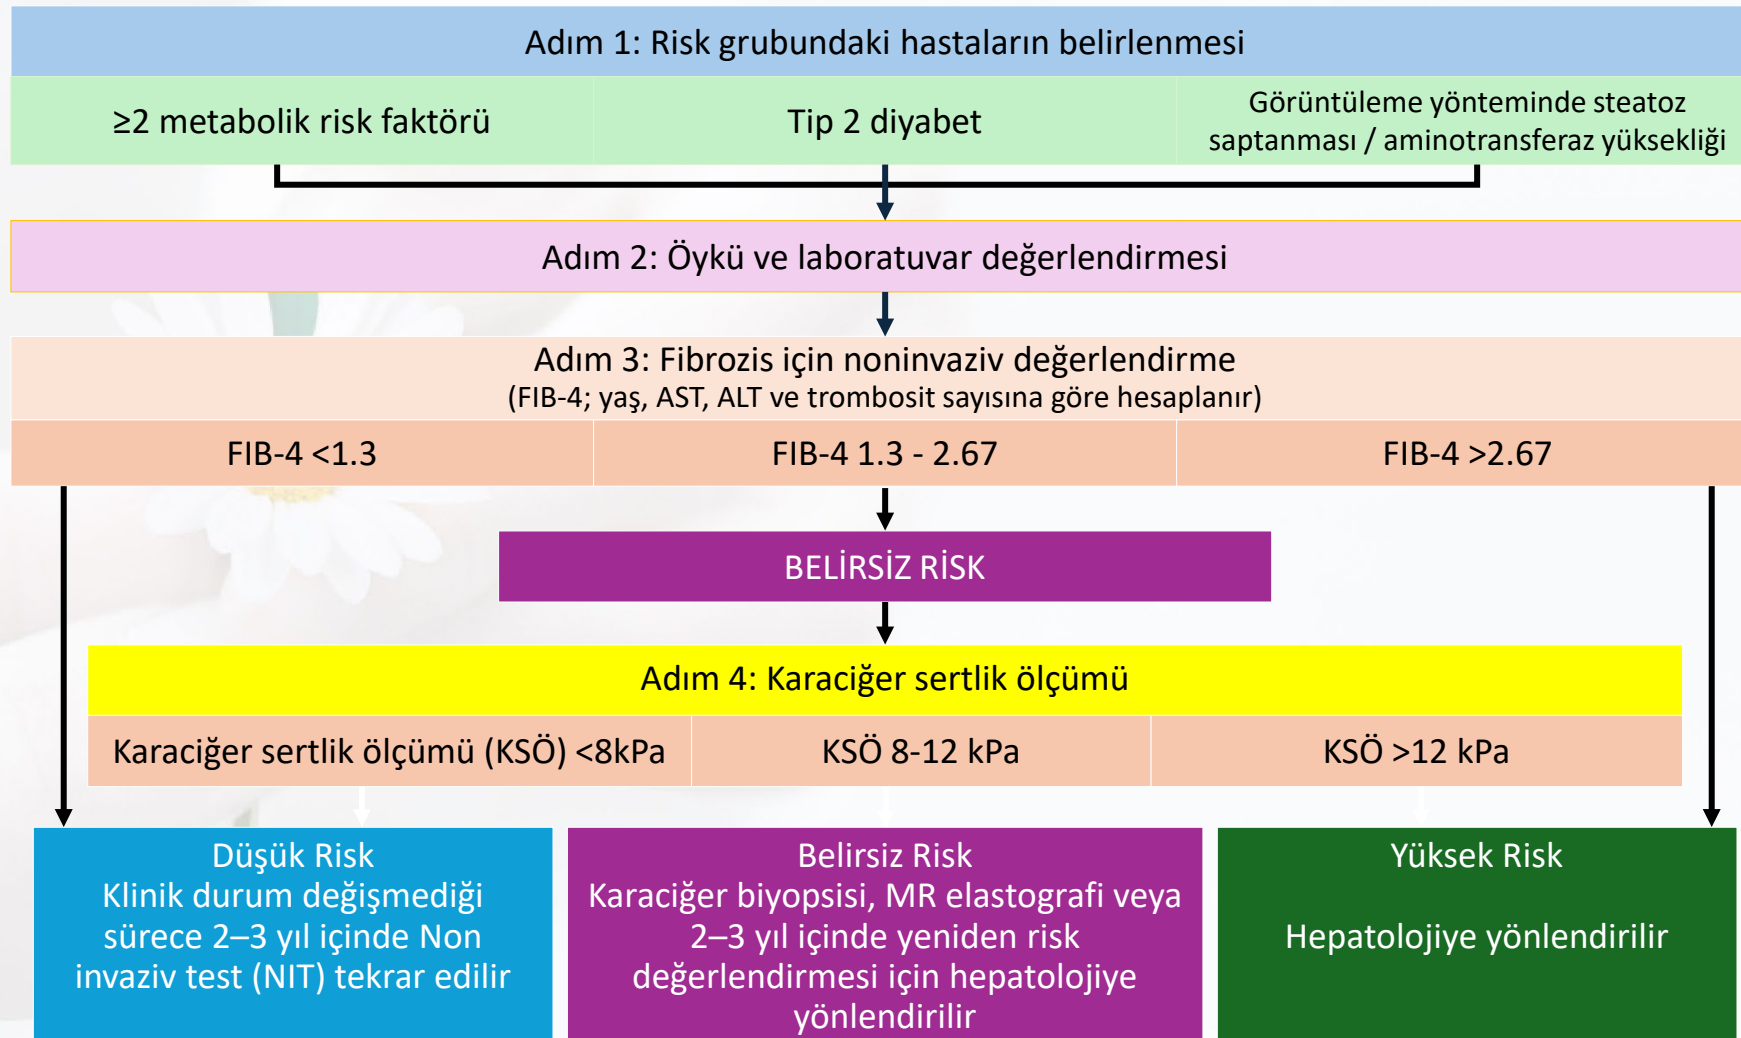 Adım 1: Risk grubundaki hastaların belirlenmesi
≥2 metabolik risk faktörü
Tip 2 diyabet
Görüntüleme yönteminde steatoz
saptanması / aminotransferaz yüksekliği
Adım 2: Öykü ve laboratuvar değerlendirmesi
Adım 3: Fibrozis için noninvaziv değerlendirme
(FIB-4; yaş, AST, ALT ve trombosit sayısına göre hesaplanır)
FIB-4 <1.3
FIB-4 1.3 - 2.67
FIB-4 >2.67
BELİRSİZ RİSK
Adım 4: Karaciğer sertlik ölçümü
Karaciğer sertlik ölçümü (KSÖ) <8kPa
KSÖ 8-12 kPa
KSÖ >12 kPa
Düşük Risk
Klinik durum değişmediği
sürece 2–3 yıl içinde Non
invaziv test (NIT) tekrar edilir
Belirsiz Risk
Karaciğer biyopsisi, MR elastografi veya
2–3 yıl içinde yeniden risk
değerlendirmesi için hepatolojiye
yönlendirilir
Yüksek Risk
Hepatolojiye yönlendirilir